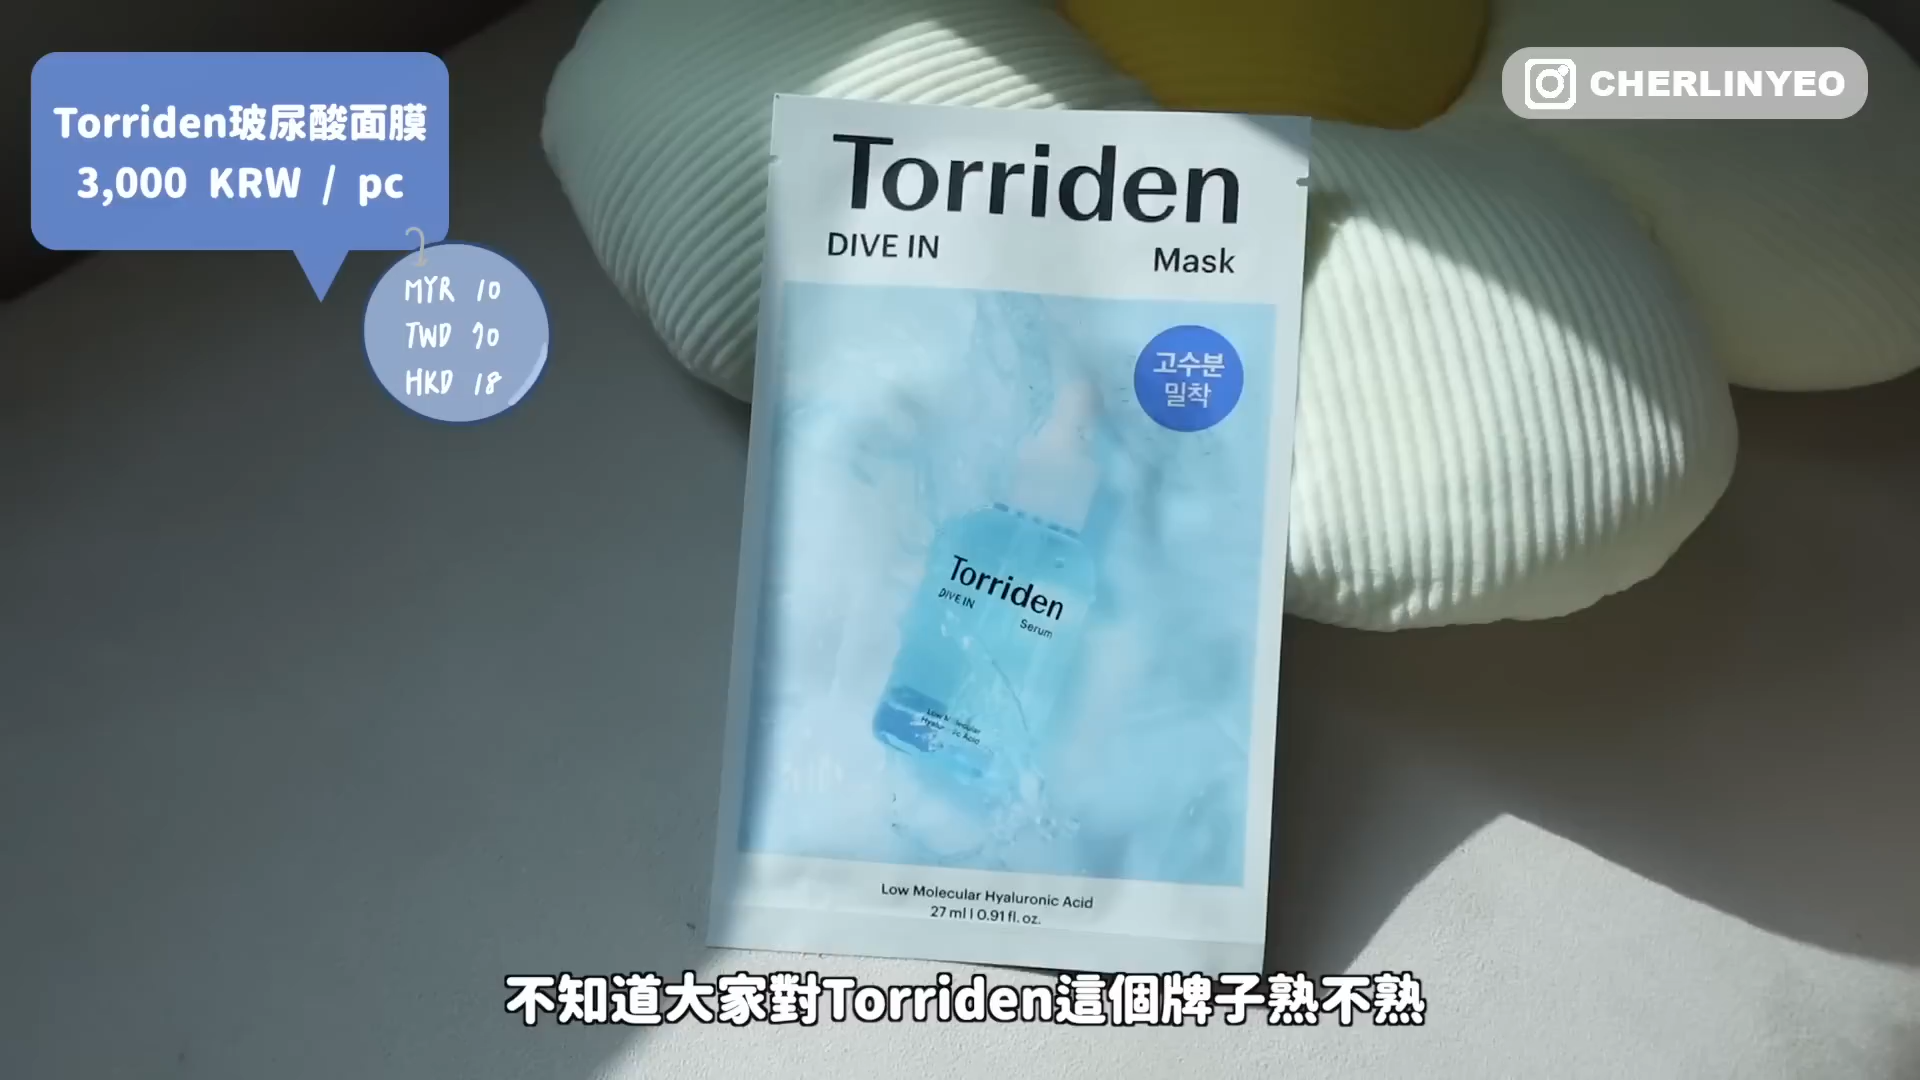 Torriden玻尿酸面膜
3,000 KRW / pc
MYR 10
TWD 70
HKD 18
CHERLINYEO
Torriden
DIVE IN Mask
고수분
밀착
Torriden
DIVE IN
Serum
Low Molecular Hyaluronic Acid
27 ml | 0.91 fl. oz.
不知道大家對Torriden這個牌子熟不熟